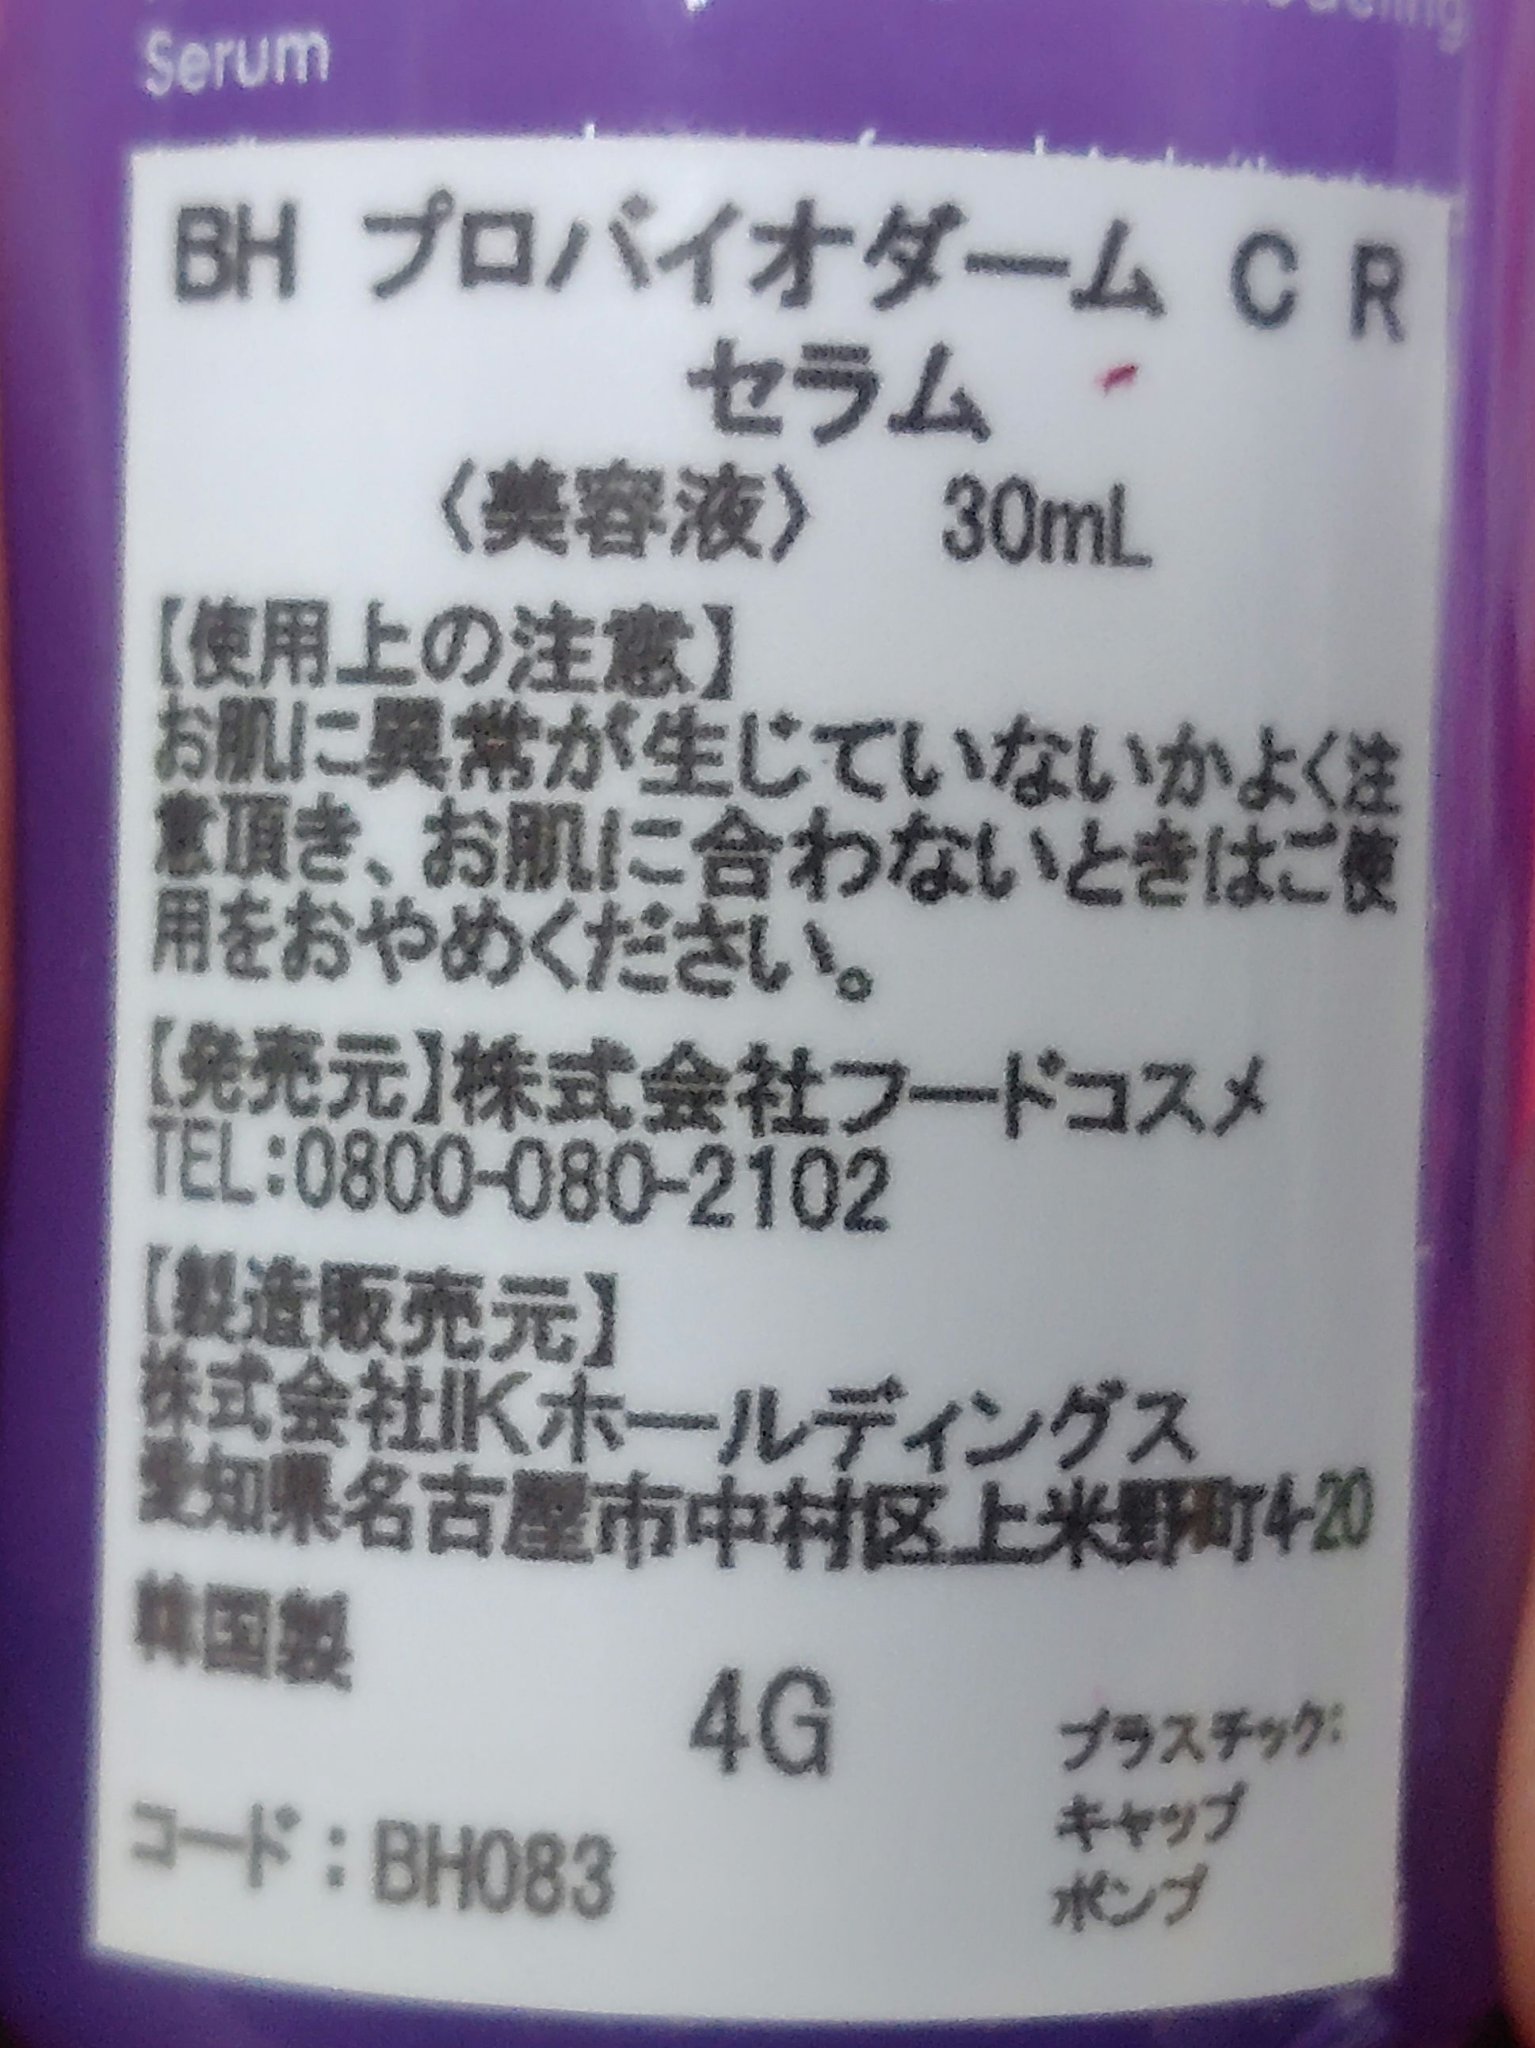 Serum
BH プロバイオダーム C R
セラム
〈美容液〉 30mL
【使用上の注意】
お肌に異常が生じていないかよく注
意頂き、お肌に合わないときはご使
用をおやめください。
【発売元】株式会社フードコスメ
TEL:0800-080-2102
【製造販売元】
株式会社IKホールディングス
愛知県名古屋市中村区上米野町4-20
韓国製
4G
プラスチック:
キャップ
ポンプ
コード:BH083